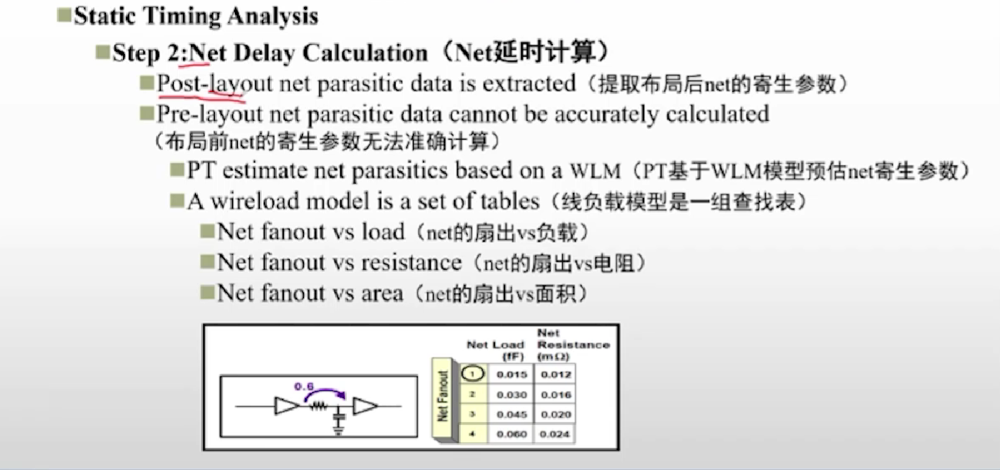 Static Timing Analysis
Step 2:Net Delay Calculation（Net延时计算）
Post-layout net parasitic data is extracted（提取布局后net的寄生参数）
Pre-layout net parasitic data cannot be accurately calculated
（布局前net的寄生参数无法准确计算）
PT estimate net parasitics based on a WLM（PT基于WLM模型预估net寄生参数）
A wireload model is a set of tables（线负载模型是一组查找表）
Net fanout vs load（net的扇出vs负载）
Net fanout vs resistance（net的扇出vs电阻）
Net fanout vs area（net的扇出vs面积）
0.6
Net Fanout
Net Load (fF) Net Resistance (mΩ)
1 0.015 0.012
2 0.030 0.016
3 0.045 0.020
4 0.060 0.024